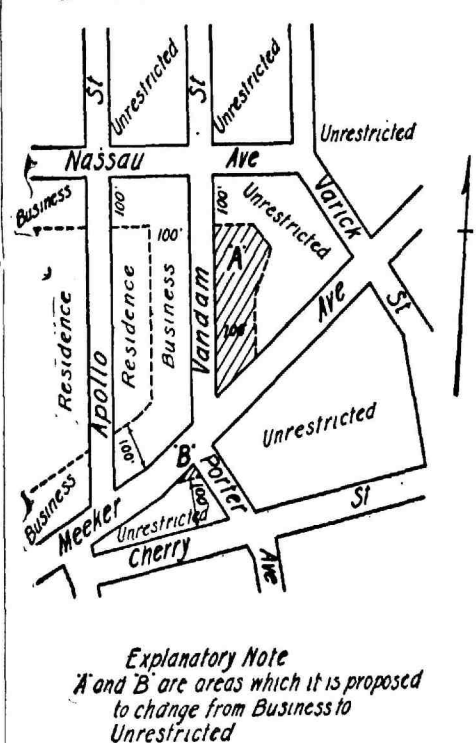 St
Unrestricted
St
Unrestricted
Unrestricted
Nassau Ave
Business
100'
100'
100'
Unrestricted
Varick
St
Residence
Residence
Business
Vandam
"A"
100'
Ave
Apollo
100'
"B"
Unrestricted
Business
Meeker
Porter
100'
Unrestricted
St
Cherry
Ave
Explanatory Note
"A" and "B" are areas which it is proposed
to change from Business to
Unrestricted